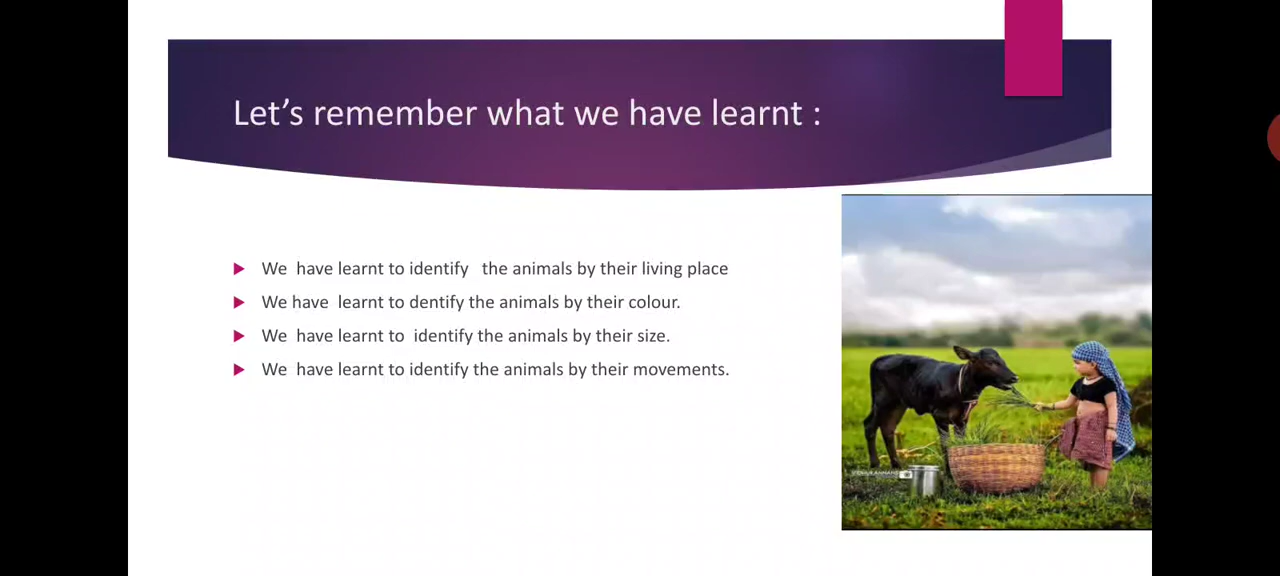 Let's remember what we have learnt :
We have learnt to identify the animals by their living place
We have learnt to dentify the animals by their colour.
We have learnt to identify the animals by their size.
We have learnt to identify the animals by their movements.